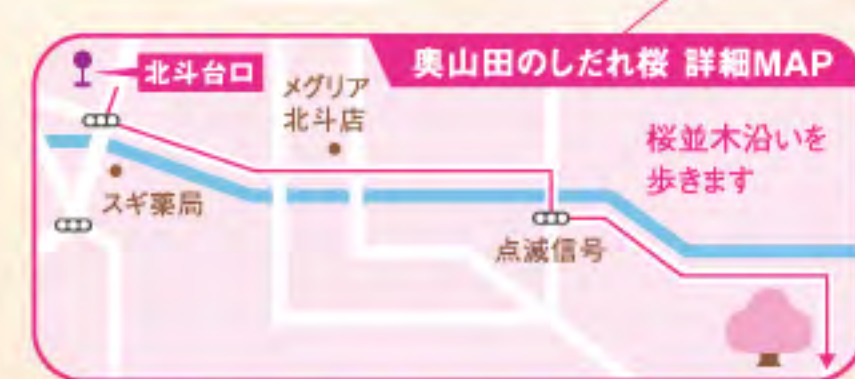 奥山田のしだれ桜 詳細MAP
北斗台口
メグリア
北斗店
桜並木沿いを
歩きます
スギ薬局
点滅信号